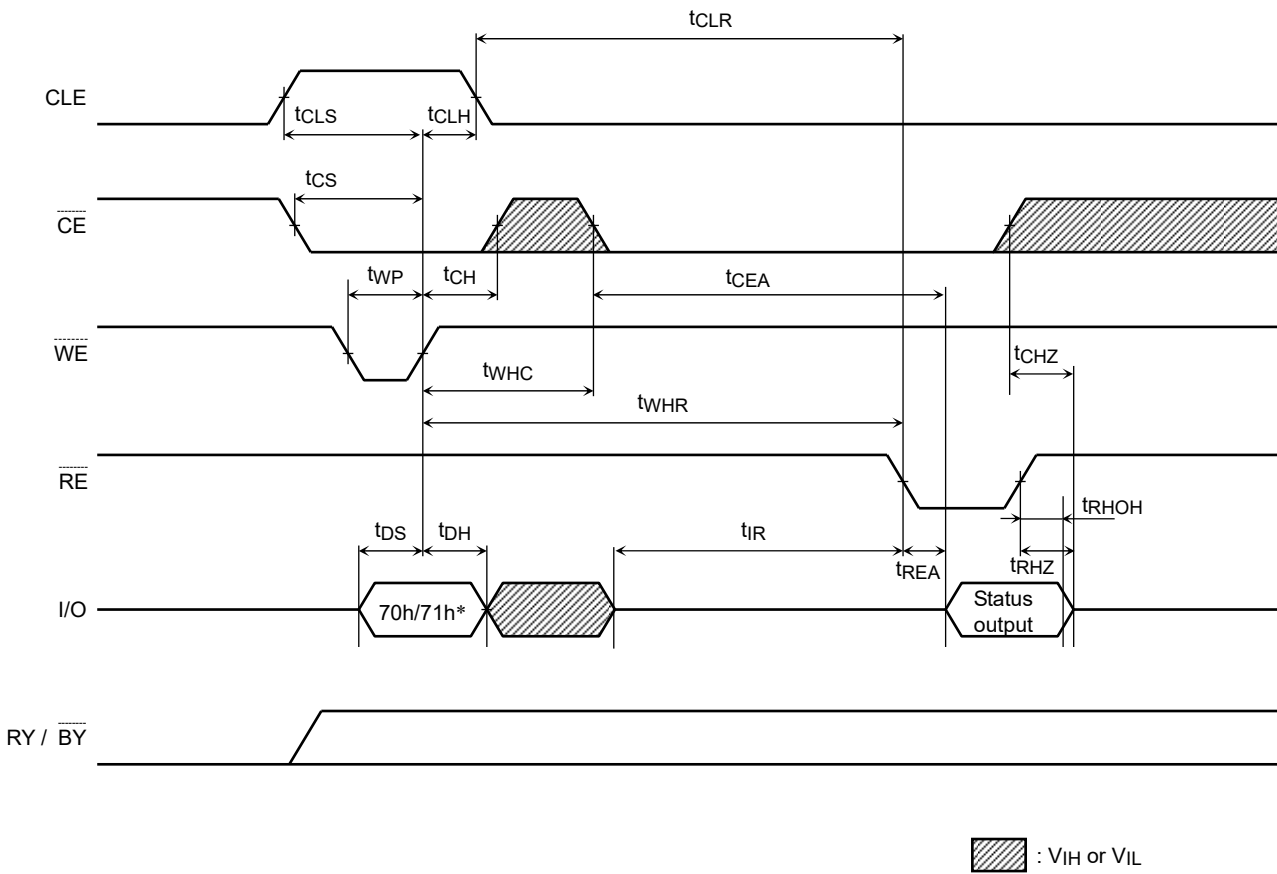 tCLR
CLE
tCLS
tCLH
tCS
CE
tWP
tCH
tCEA
WE
tCHZ
tWHC
tWHR
RE
tRHOH
tDS
tDH
tIR
tREA
tRHZ
I/O
70h/71h*
Status
output
RY / BY
: VIH or VIL